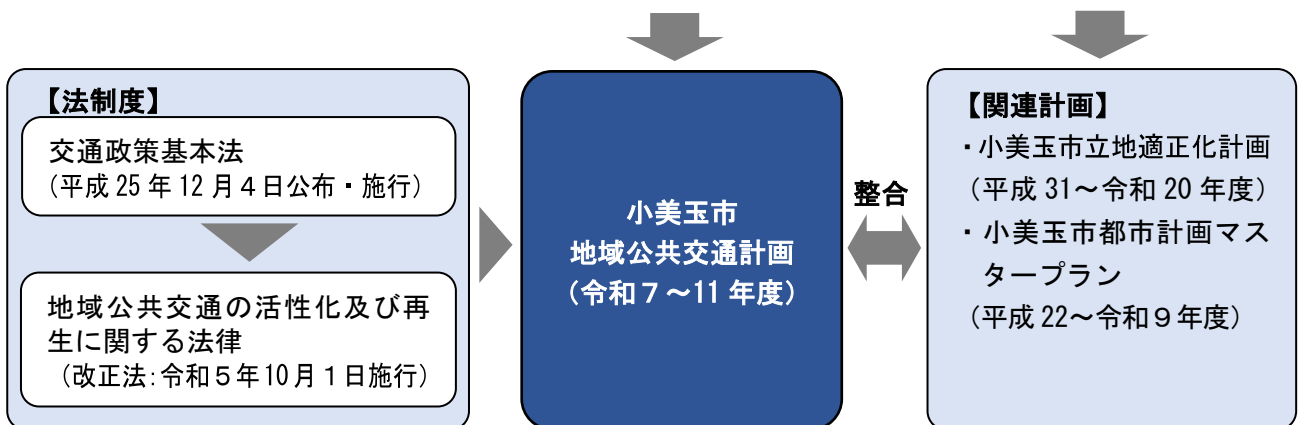 【法制度】
交通政策基本法
（平成 25 年 12 月４日公布・施行）
地域公共交通の活性化及び再
生に関する法律
（改正法：令和５年10月１日施行）
小美玉市
地域公共交通計画
（令和７～11 年度）
整合
【関連計画】
・小美玉市立地適正化計画
（平成 31～令和 20 年度）
・小美玉市都市計画マス
タープラン
（平成 22～令和９年度）